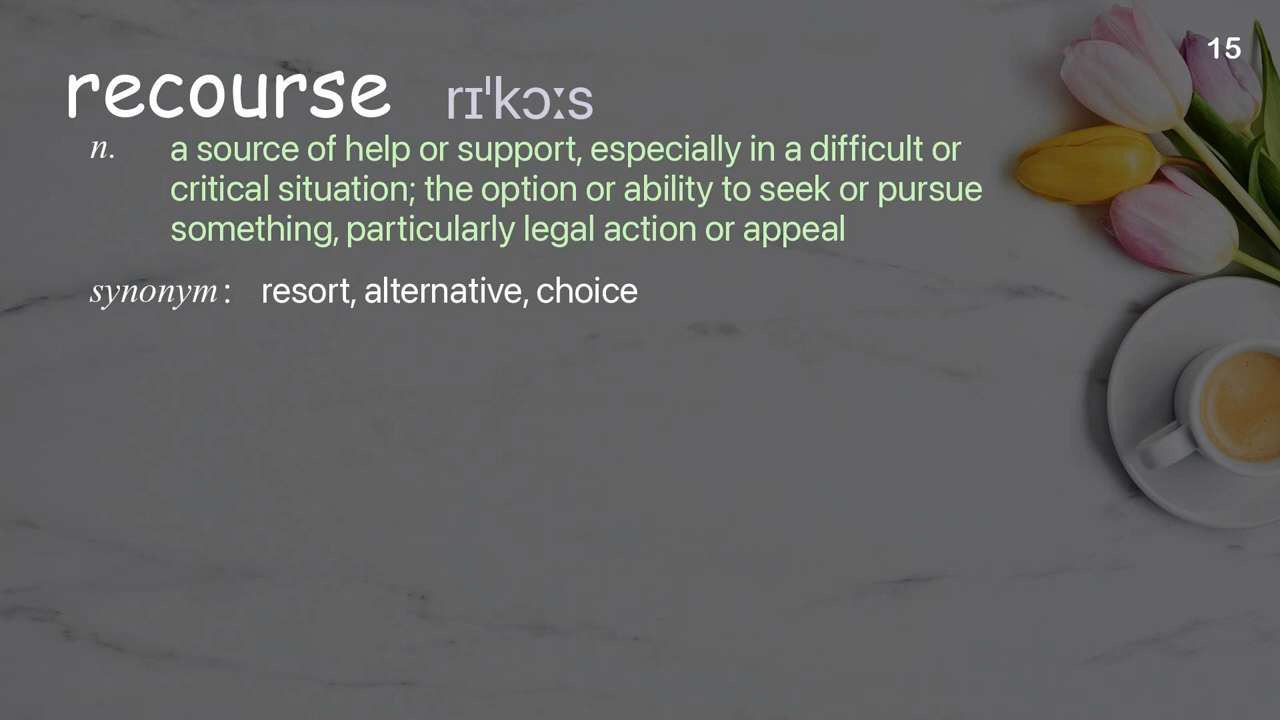 15
recourse rɪˈkɔːs
n. a source of help or support, especially in a difficult or
critical situation; the option or ability to seek or pursue
something, particularly legal action or appeal
synonym: resort, alternative, choice